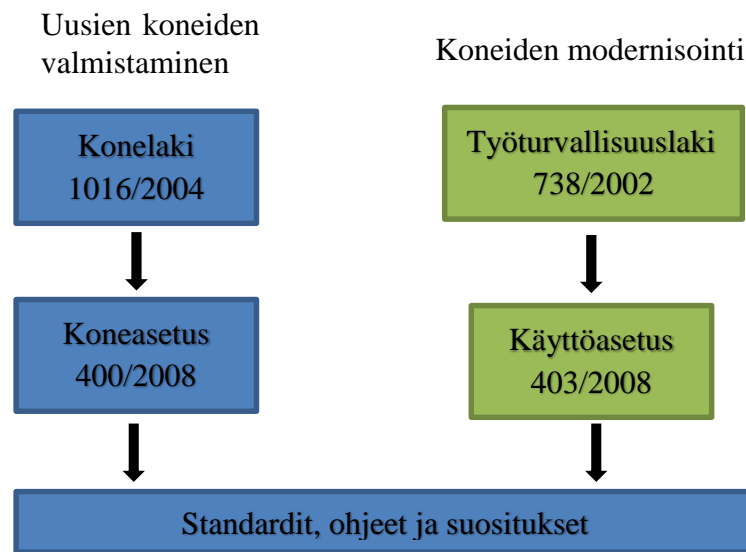 Uusien koneiden
valmistaminen
Koneiden modernisointi
Konelaki
1016/2004
Työturvallisuuslaki
738/2002
Koneasetus
400/2008
Käyttöasetus
403/2008
Standardit, ohjeet ja suositukset